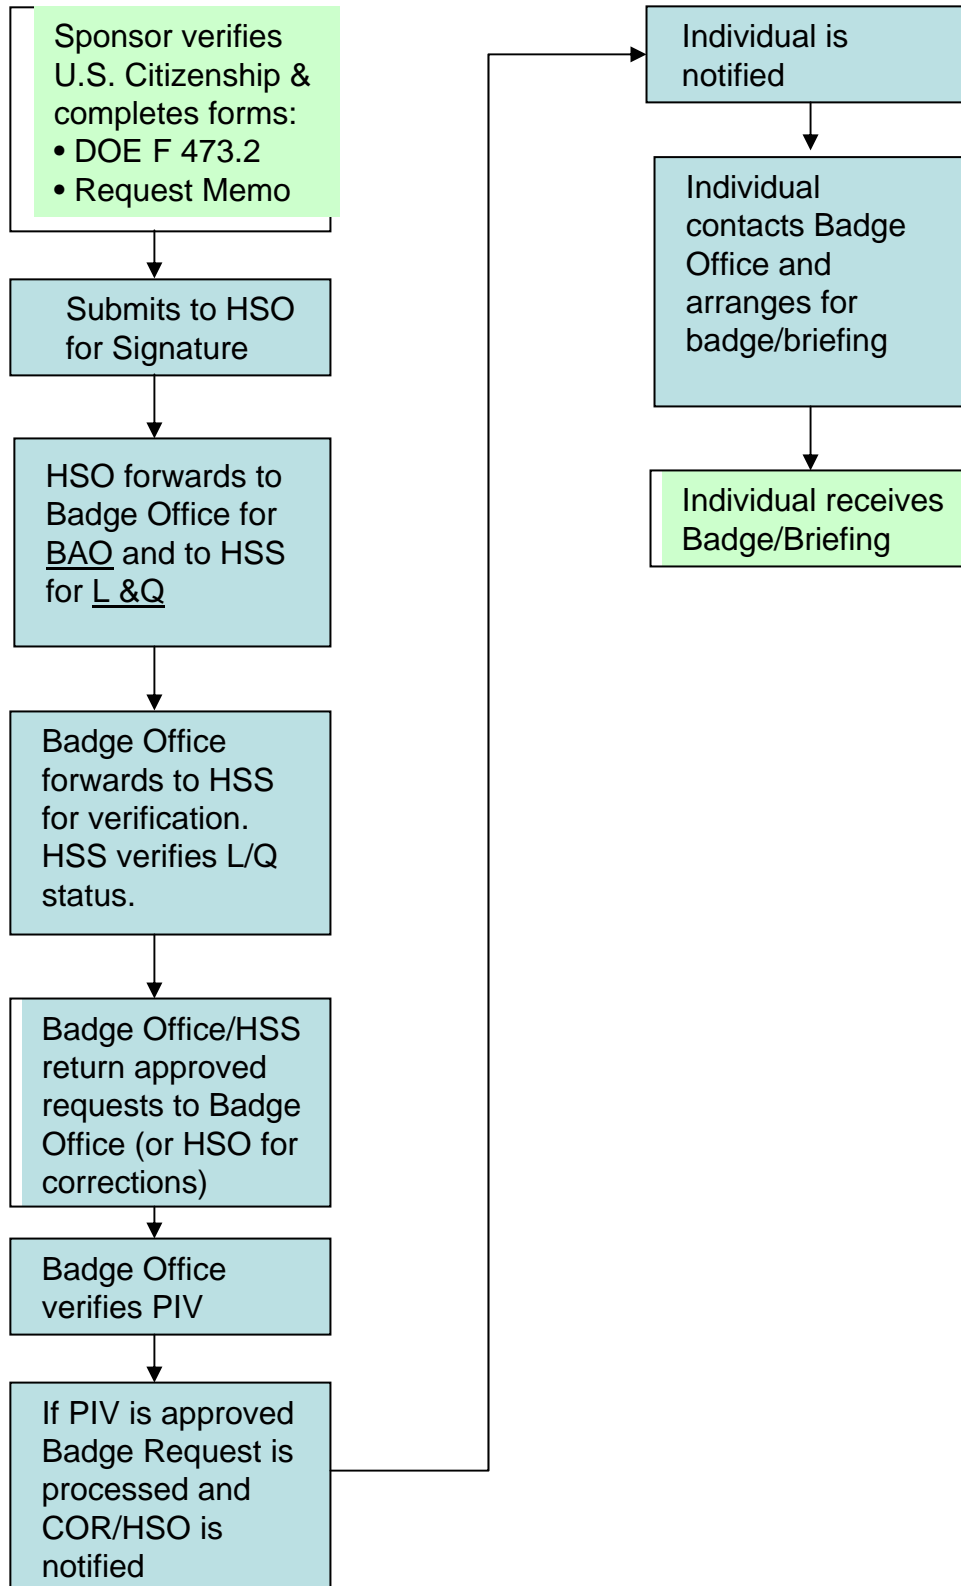 Sponsor verifies
U.S. Citizenship &
completes forms:
• DOE F 473.2
• Request Memo
Submits to HSO
for Signature
HSO forwards to
Badge Office for
BAO and to HSS
for L &Q
Badge Office
forwards to HSS
for verification.
HSS verifies L/Q
status.
Badge Office/HSS
return approved
requests to Badge
Office (or HSO for
corrections)
Badge Office
verifies PIV
If PIV is approved
Badge Request is
processed and
COR/HSO is
notified
Individual is
notified
Individual
contacts Badge
Office and
arranges for
badge/briefing
Individual receives
Badge/Briefing